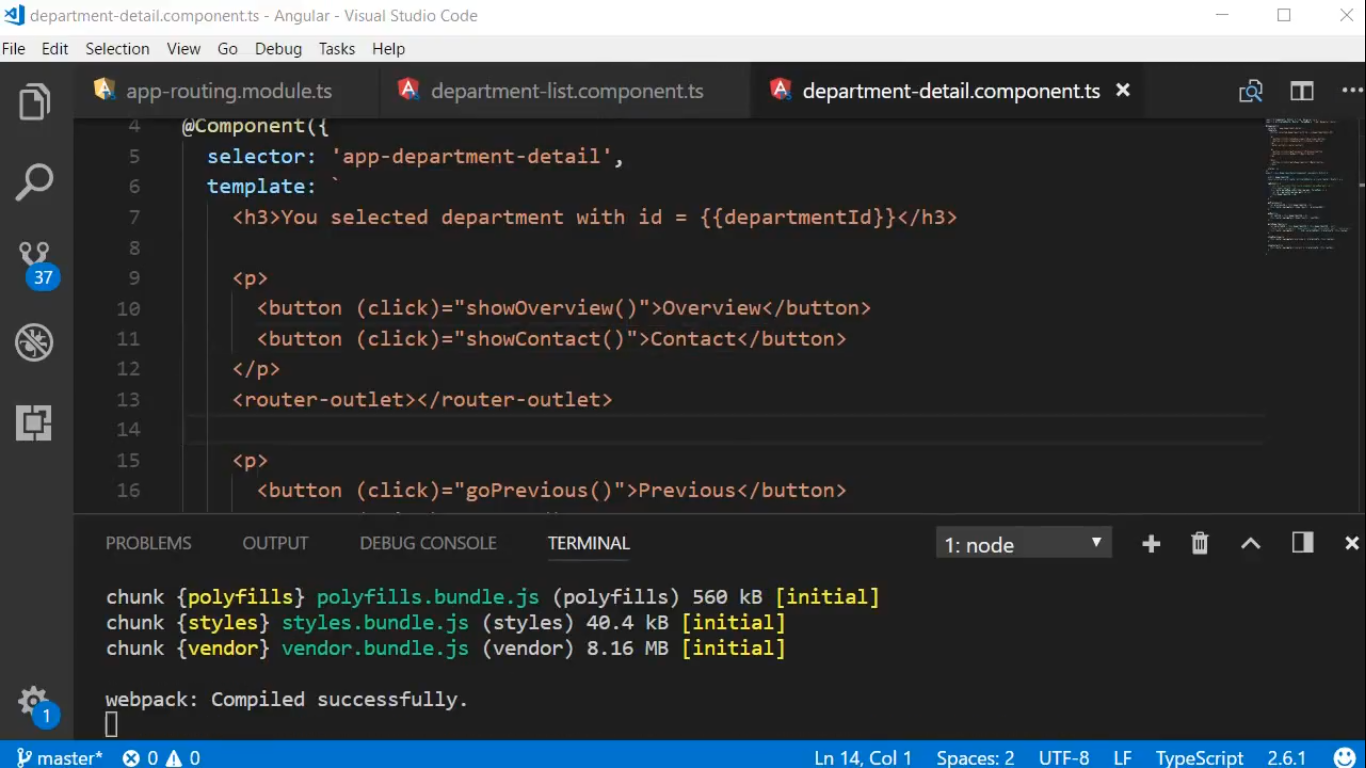 department-detail.component.ts - Angular - Visual Studio Code
File Edit Selection View Go Debug Tasks Help
app-routing.module.ts department-list.component.ts department-detail.component.ts
4 @Component({
5 selector: 'app-department-detail',
6 template: `
7 <h3>You selected department with id = {{departmentId}}</h3>
8
9 <p>
10 <button (click)="showOverview()">Overview</button>
11 <button (click)="showContact()">Contact</button>
12 </p>
13 <router-outlet></router-outlet>
14
15 <p>
16 <button (click)="goPrevious()">Previous</button>
37
PROBLEMS OUTPUT DEBUG CONSOLE TERMINAL 1: node
chunk {polyfills} polyfills.bundle.js (polyfills) 560 kB [initial]
chunk {styles} styles.bundle.js (styles) 40.4 kB [initial]
chunk {vendor} vendor.bundle.js (vendor) 8.16 MB [initial]
webpack: Compiled successfully.
1
master* 0 0 Ln 14, Col 1 Spaces: 2 UTF-8 LF TypeScript 2.6.1